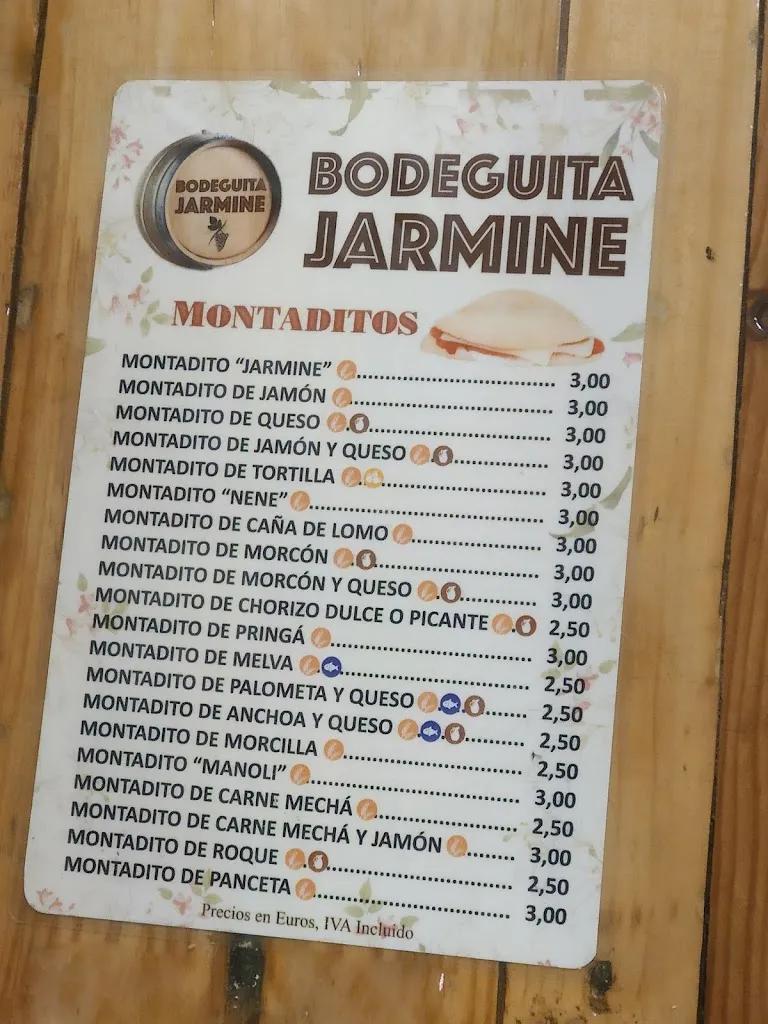 BODEGUITA
JARMINE
BODEGUITA
JARMINE
MONTADITOS
MONTADITO “JARMINE” ........................................ 3,00
MONTADITO DE JAMÓN ........................................ 3,00
MONTADITO DE QUESO ........................................ 3,00
MONTADITO DE JAMÓN Y QUESO .................... 3,00
MONTADITO DE TORTILLA .................................. 3,00
MONTADITO “NENE” ............................................ 3,00
MONTADITO DE CAÑA DE LOMO ........................ 3,00
MONTADITO DE MORCÓN .................................. 3,00
MONTADITO DE MORCÓN Y QUESO .................. 3,00
MONTADITO DE CHORIZO DULCE O PICANTE 2,50
MONTADITO DE PRINGÁ ...................................... 3,00
MONTADITO DE MELVA ...................................... 2,50
MONTADITO DE PALOMETA Y QUESO ........ 2,50
MONTADITO DE ANCHOA Y QUESO ............ 2,50
MONTADITO DE MORCILLA ................................ 2,50
MONTADITO “MANOLI” ...................................... 3,00
MONTADITO DE CARNE MECHÁ ........................ 2,50
MONTADITO DE CARNE MECHÁ Y JAMÓN ........ 3,00
MONTADITO DE ROQUE .................................... 2,50
MONTADITO DE PANCETA .................................. 3,00
Precios en Euros, IVA Incluído